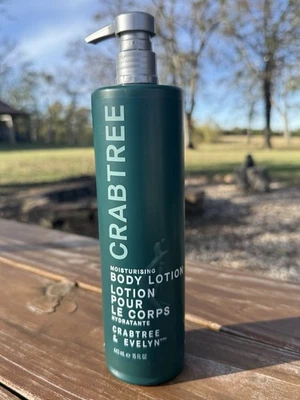 CRABTREE
MOISTURISING
BODY LOTION
LOTION
POUR
LE CORPS
HYDRATANTE
CRABTREE
& EVELYN